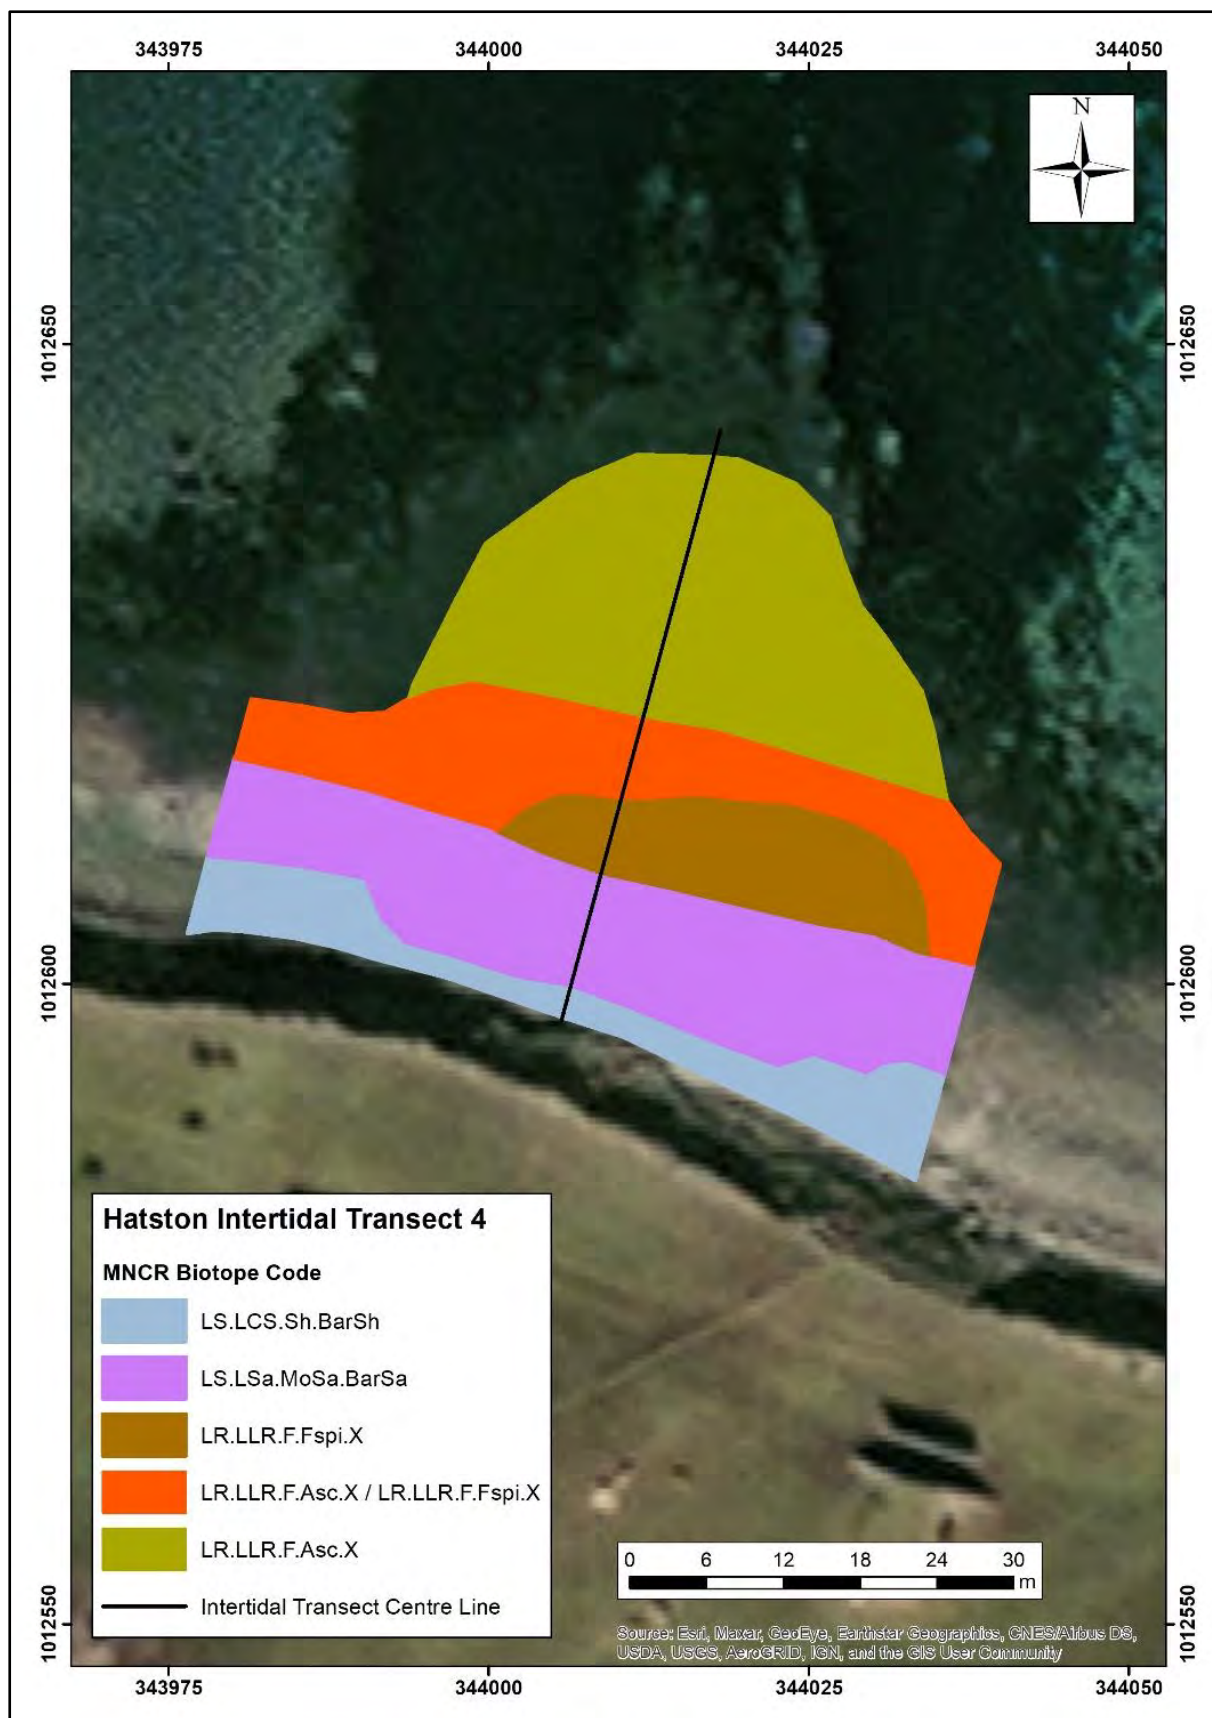 343975 344000 344025 344050
N
1012650 1012650
1012600 1012600
Hatston Intertidal Transect 4
MNCR Biotope Code
LS.LCS.Sh.BarSh
LS.LSa.MoSa.BarSa
LR.LLR.F.Fspi.X
LR.LLR.F.Asc.X / LR.LLR.F.Fspi.X
LR.LLR.F.Asc.X
Intertidal Transect Centre Line
0 6 12 18 24 30
m
1012550 1012550
Source: Esri, Maxar, GeoEye, Earthstar Geographics, CNES/Airbus DS,
USDA, USGS, AeroGRID, IGN, and the GIS User Community
343975 344000 344025 344050